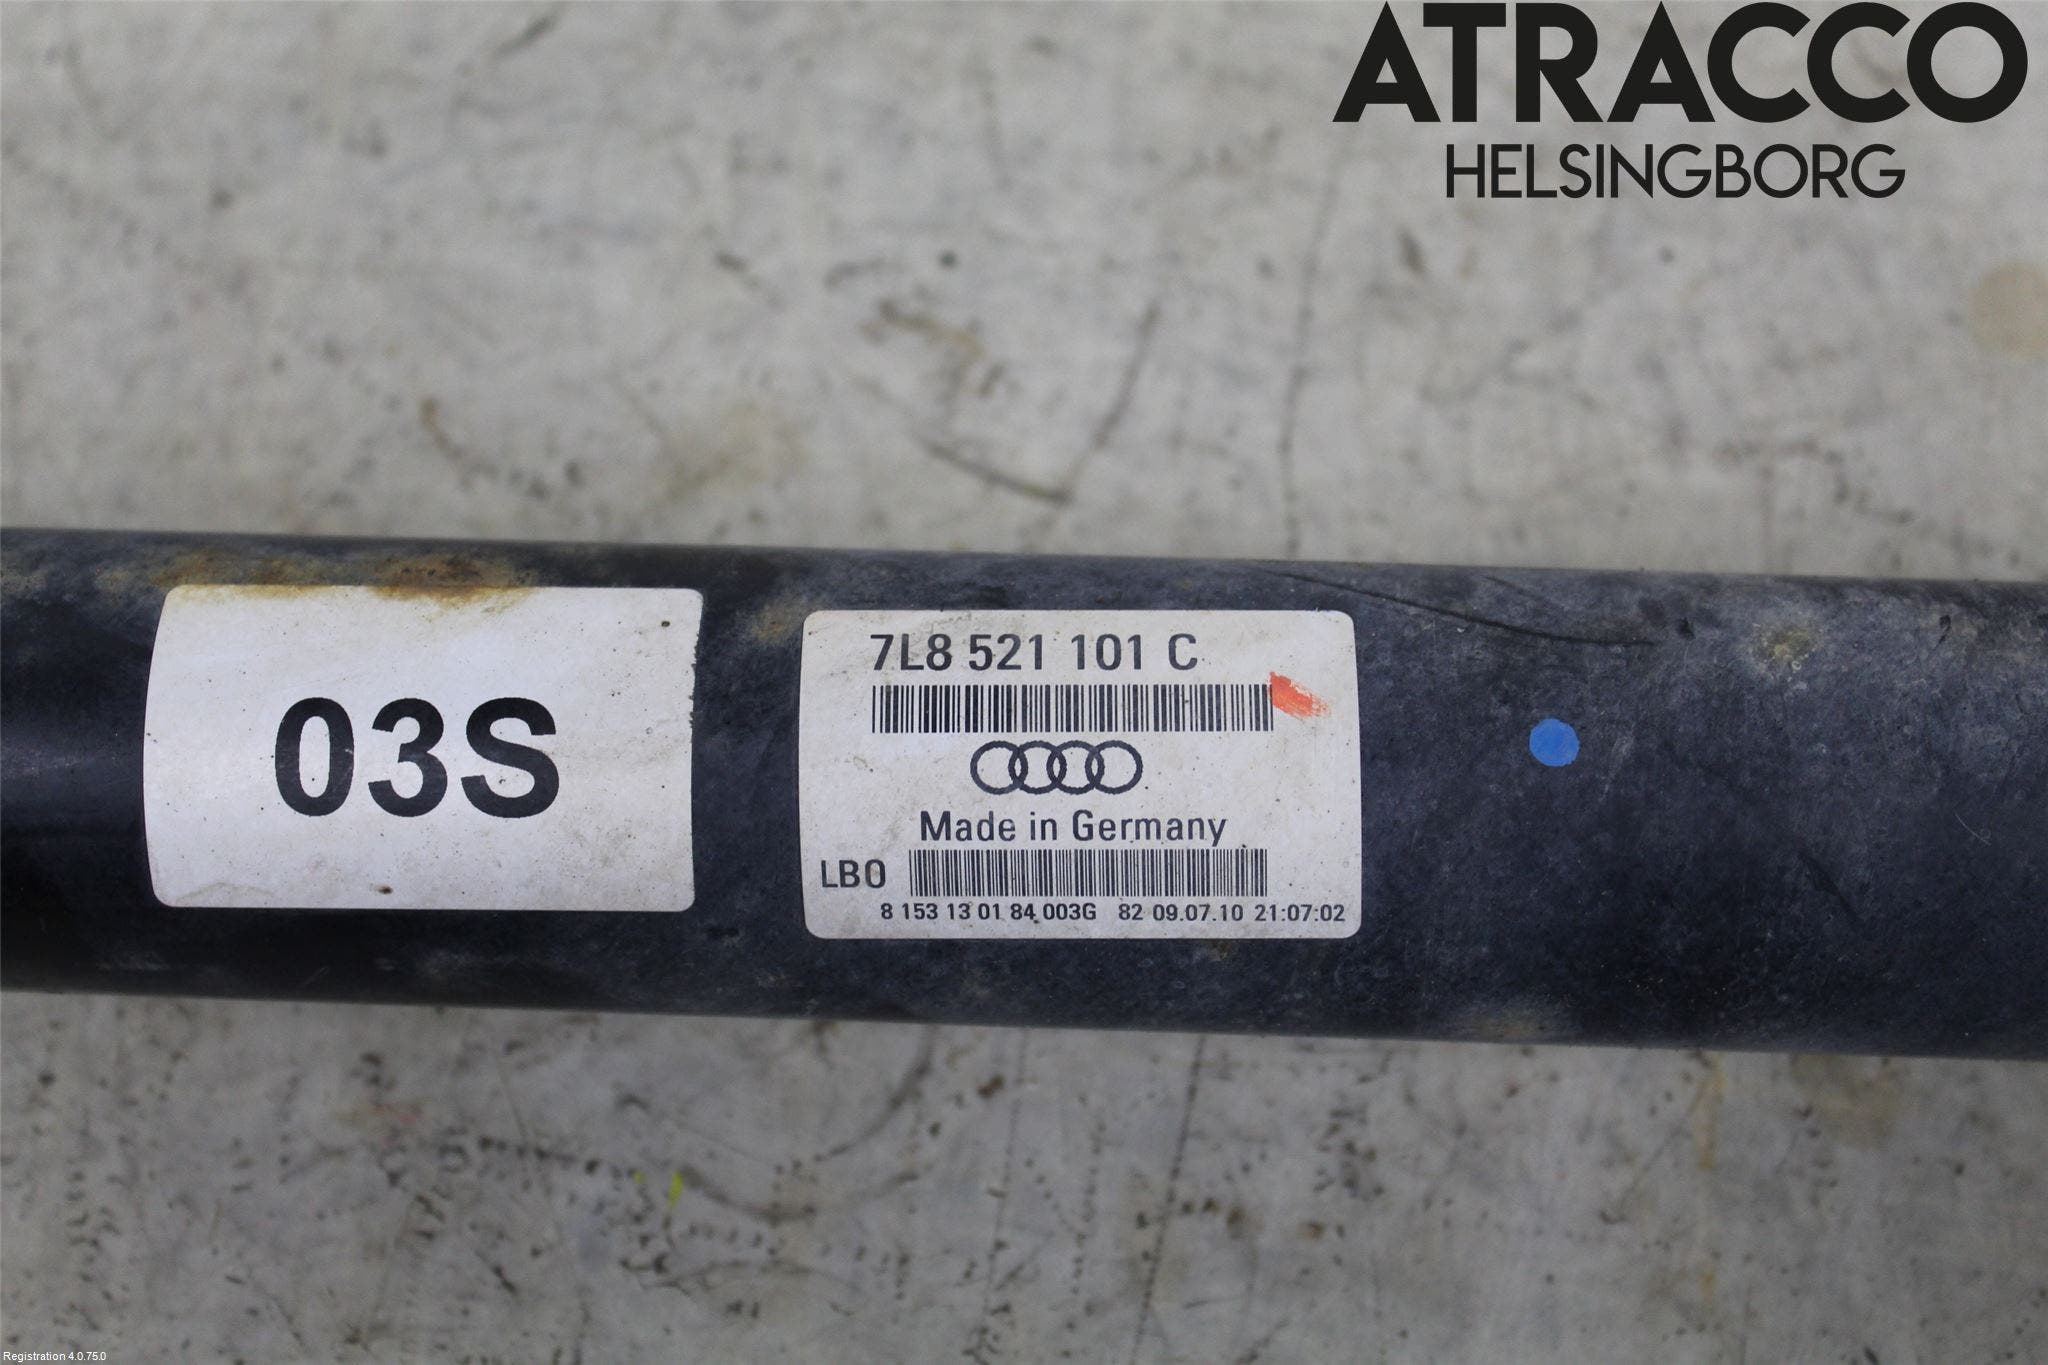 ATRACCO
HELSINGBORG
03S
7L8 521 101 C
Made in Germany
LB0
8 153 13 01 84 003G 82 09.07.10 21:07:02
Registration 4.0.75.0